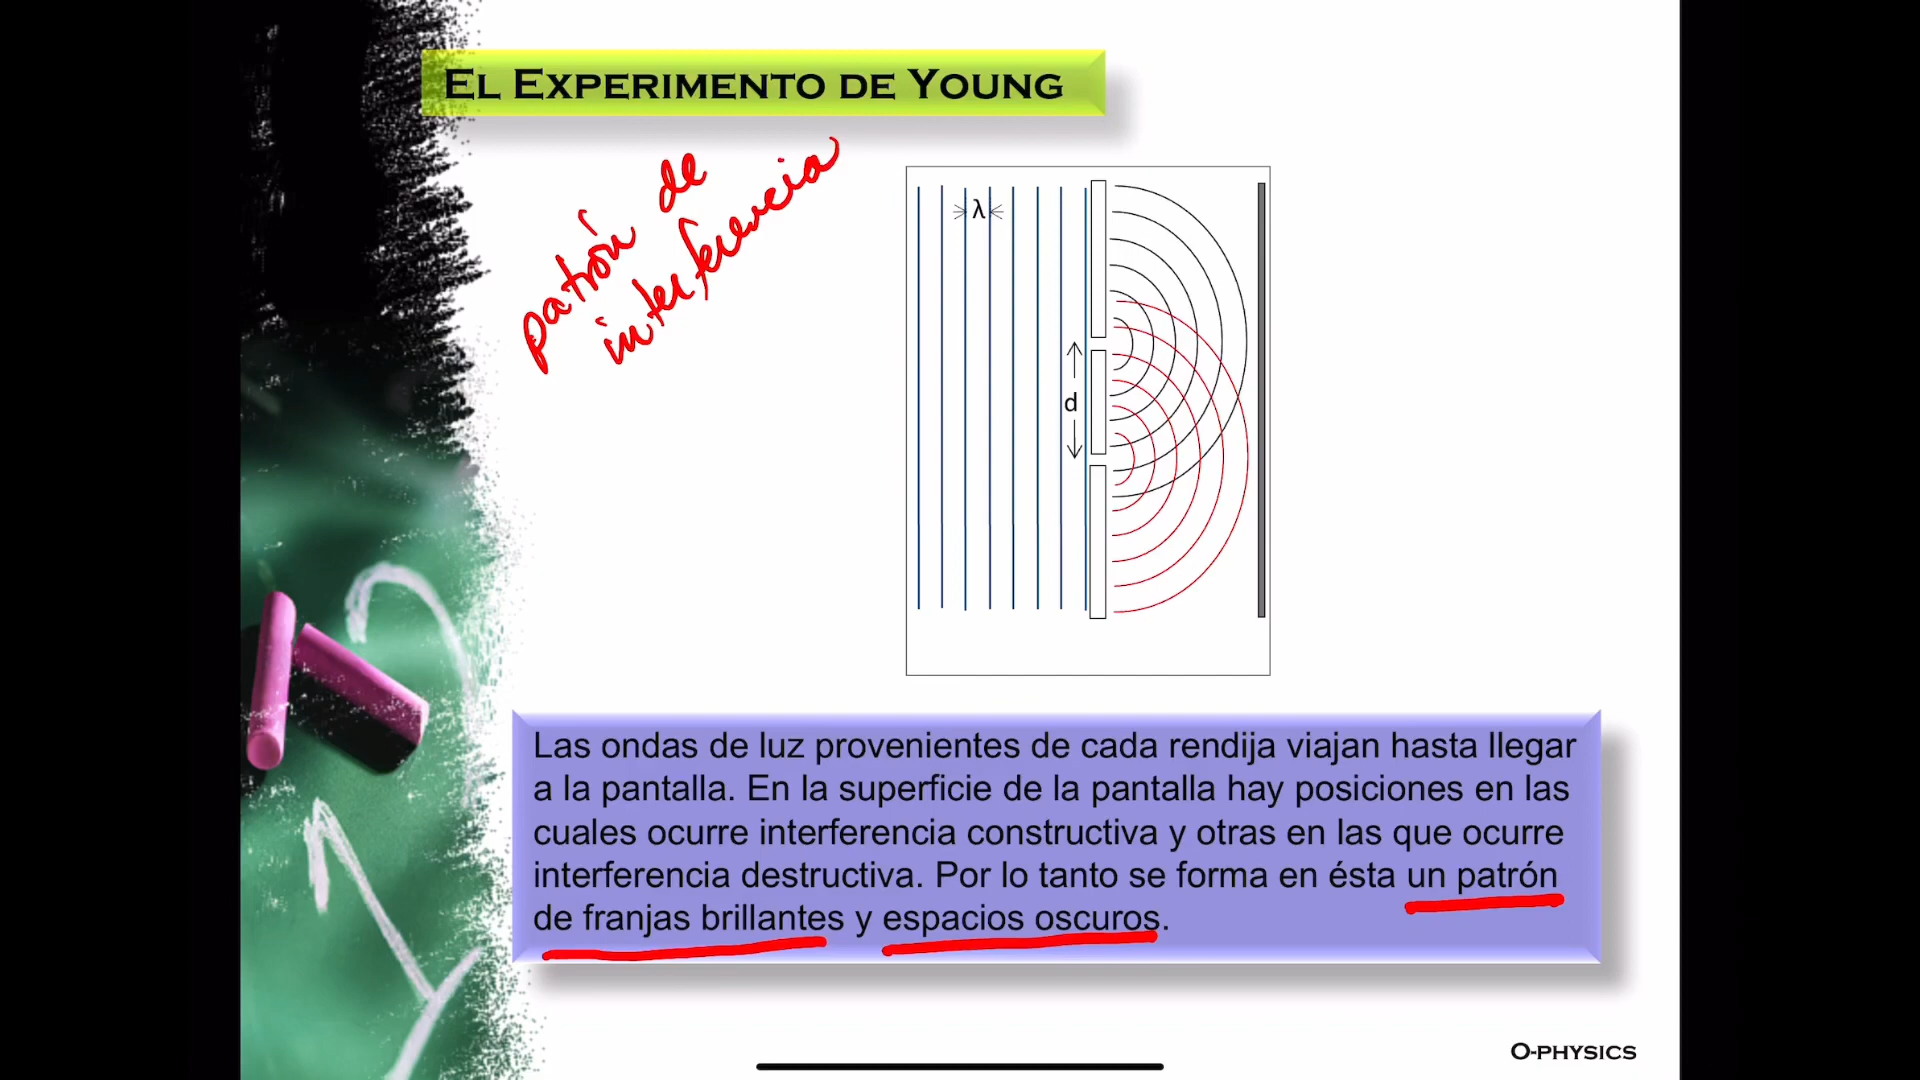 El Experimento de Young
patrón de
interferencia
λ
d
Las ondas de luz provenientes de cada rendija viajan hasta llegar
a la pantalla. En la superficie de la pantalla hay posiciones en las
cuales ocurre interferencia constructiva y otras en las que ocurre
interferencia destructiva. Por lo tanto se forma en ésta un patrón
de franjas brillantes y espacios oscuros.
O-physics